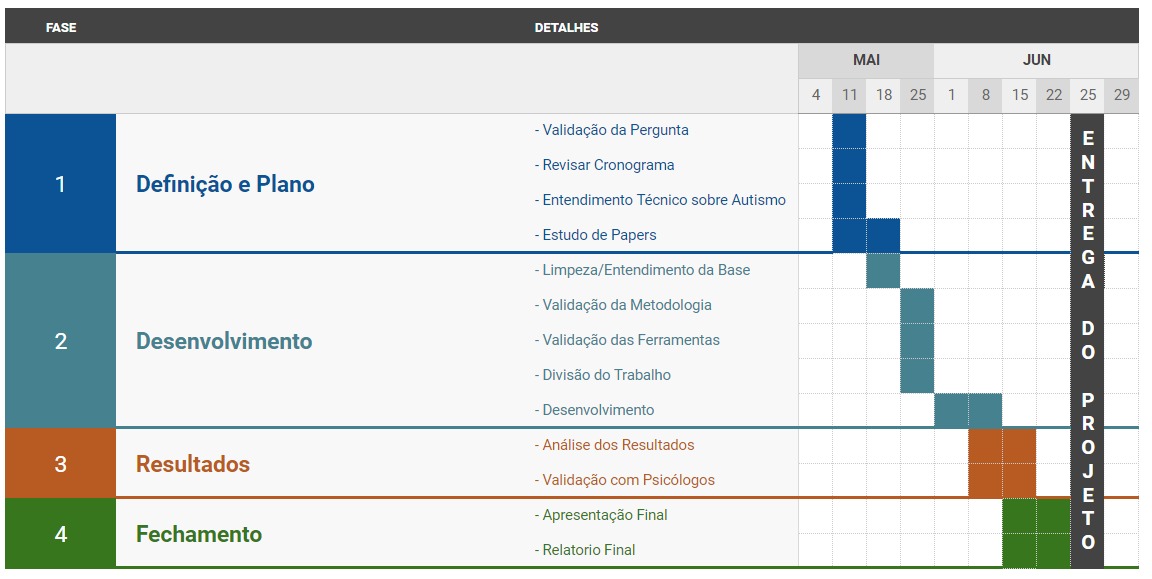 FASE DETALHES
MAI JUN
4 11 18 25 1 8 15 22 25 29
1 Definição e Plano
- Validação da Pergunta
- Revisar Cronograma
- Entendimento Técnico sobre Autismo
- Estudo de Papers
2 Desenvolvimento
- Limpeza/Entendimento da Base
- Validação da Metodologia
- Validação das Ferramentas
- Divisão do Trabalho
- Desenvolvimento
3 Resultados
- Análise dos Resultados
- Validação com Psicólogos
4 Fechamento
- Apresentação Final
- Relatorio Final
ENTREGA DO PROJETO